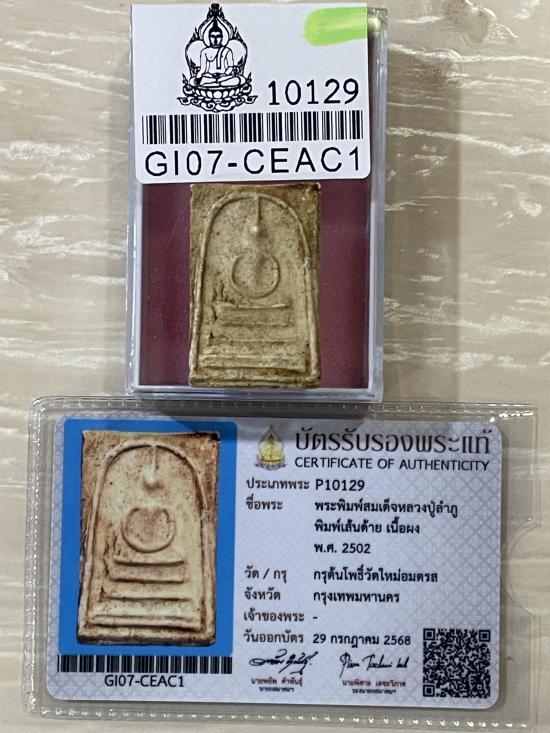 10129
GI07-CEAC1
บัตรรับรองพระแท้
CERTIFICATE OF AUTHENTICITY
ประเภทพระ P10129
ชื่อพระ พระพิมพ์สมเด็จหลวงปู่ลำภู
พิมพ์เส้นด้าย เนื้อผง
พ.ศ. 2502
วัด / กรุ กรุต้นโพธิ์วัดใหม่อมตรส
จังหวัด กรุงเทพมหานคร
เจ้าของพระ -
วันออกบัตร 29 กรกฎาคม 2568
GI07-CEAC1